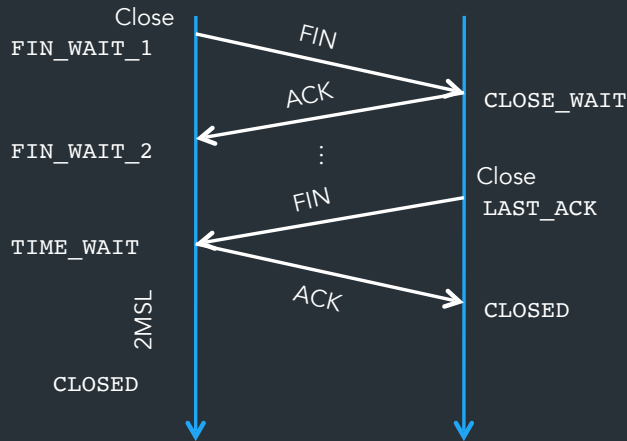 Close
FIN_WAIT_1
FIN
ACK
CLOSE_WAIT
FIN_WAIT_2
⋮
Close
FIN
LAST_ACK
TIME_WAIT
ACK
CLOSED
2MSL
CLOSED